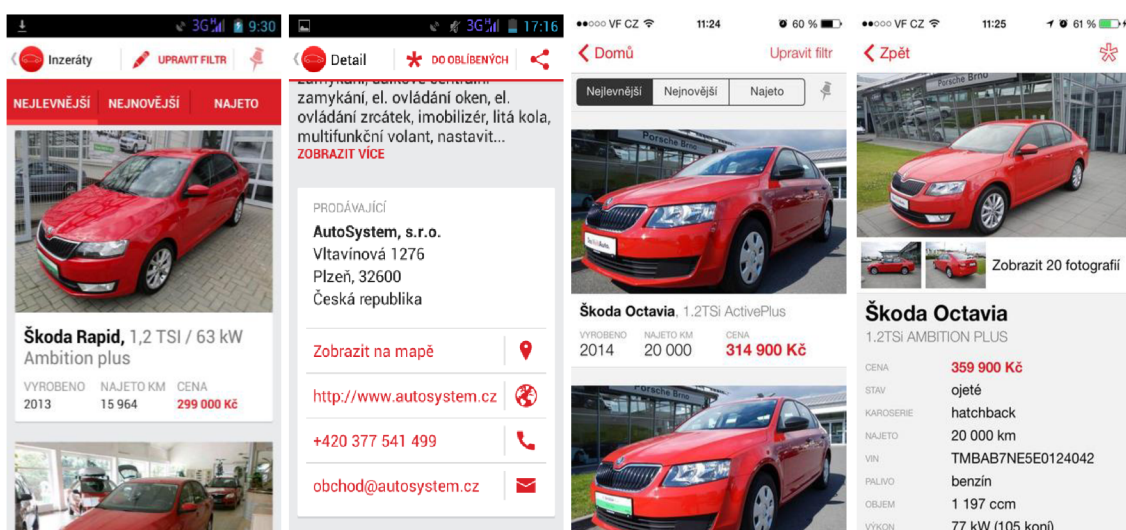 3G 9:30
Inzeráty
UPRAVIT FILTR
NEJLEVNĚJŠÍ NEJNOVĚJŠÍ NAJETO
Škoda Rapid, 1,2 TSI / 63 kW
Ambition plus
VYROBENO NAJETO KM CENA
2013 15 964 299 000 Kč
3G 17:16
Detail
DO OBLÍBENÝCH
zamykání, el. ovládání oken, el.
ovládání zrcátek, imobilizér, litá kola,
multifunkční volant, nastavit...
ZOBRAZIT VÍCE
PRODÁVAJÍCÍ
AutoSystem, s.r.o.
Vltavínová 1276
Plzeň, 32600
Česká republika
Zobrazit na mapě
http://www.autosystem.cz
+420 377 541 499
obchod@autosystem.cz
VF CZ 11:24 60 %
Domů Upravit filtr
Nejlevnější Nejnovější Najeto
Porsche Brno
Škoda Octavia, 1.2TSi ActivePlus
VYROBENO NAJETO KM CENA
2014 20 000 314 900 Kč
Porsche Brno
VF CZ 11:25 61 %
Zpět
Porsche Brno
Zobrazit 20 fotografií
Škoda Octavia
1.2TSi AMBITION PLUS
CENA 359 900 Kč
STAV ojeté
KAROSERIE hatchback
NAJETO 20 000 km
VIN TMBAB7NE5E0124042
PALIVO benzín
OBJEM 1 197 ccm
VÝKON 77 kW (105 koní)